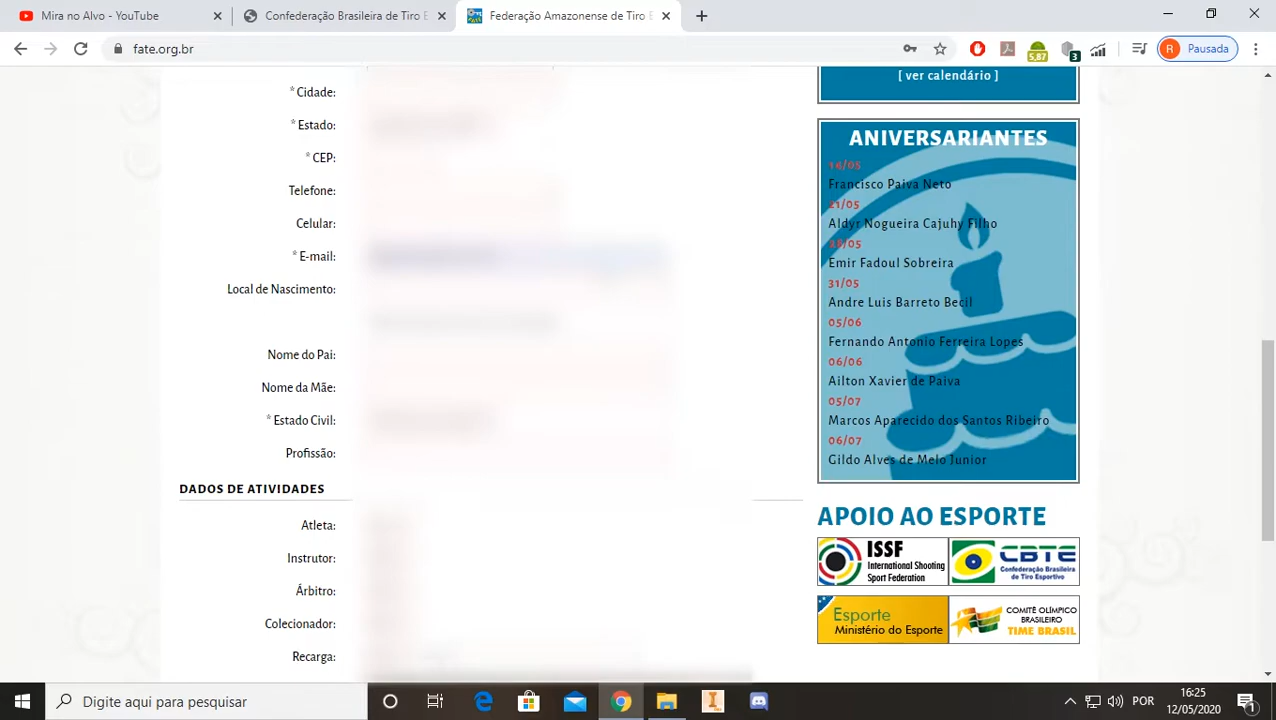 Mira no Alvo - YouTube
Confederação Brasileira de Tiro E
Federação Amazonense de Tiro E
fate.org.br
5,87
3
R Pausada
* Cidade:
* Estado:
* CEP:
Telefone:
Celular:
* E-mail:
Local de Nascimento:
Nome do Pai:
Nome da Mãe:
* Estado Civil:
Profissão:
DADOS DE ATIVIDADES
Atleta:
Instrutor:
Árbitro:
Colecionador:
Recarga:
[ ver calendário ]
ANIVERSARIANTES
Francisco Paiva Neto
21/05
Aldyr Nogueira Cajuhy Filho
Emir Fadoul Sobreira
31/05
Andre Luis Barreto Becil
05/06
Fernando Antonio Ferreira Lopes
06/06
Ailton Xavier de Paiva
05/07
Marcos Aparecido dos Santos Ribeiro
06/07
Gildo Alves de Melo Junior
APOIO AO ESPORTE
ISSF
International Shooting
Sport Federation
CBTE
Confederação Brasileira
de Tiro Esportivo
Esporte
Ministério do Esporte
COMITÊ OLÍMPICO
BRASILEIRO
TIME BRASIL
Digite aqui para pesquisar
POR
16:25
12/05/2020
1